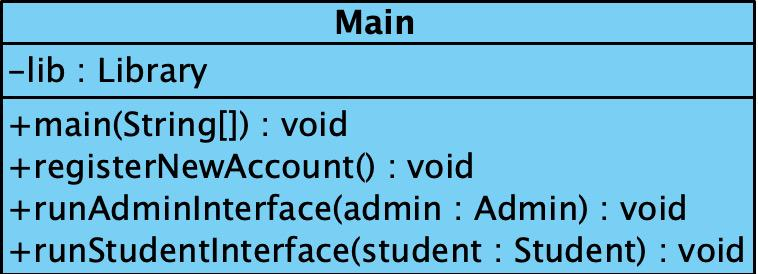 Main
-lib : Library
+main(String[]) : void
+registerNewAccount() : void
+runAdminInterface(admin : Admin) : void
+runStudentInterface(student : Student) : void